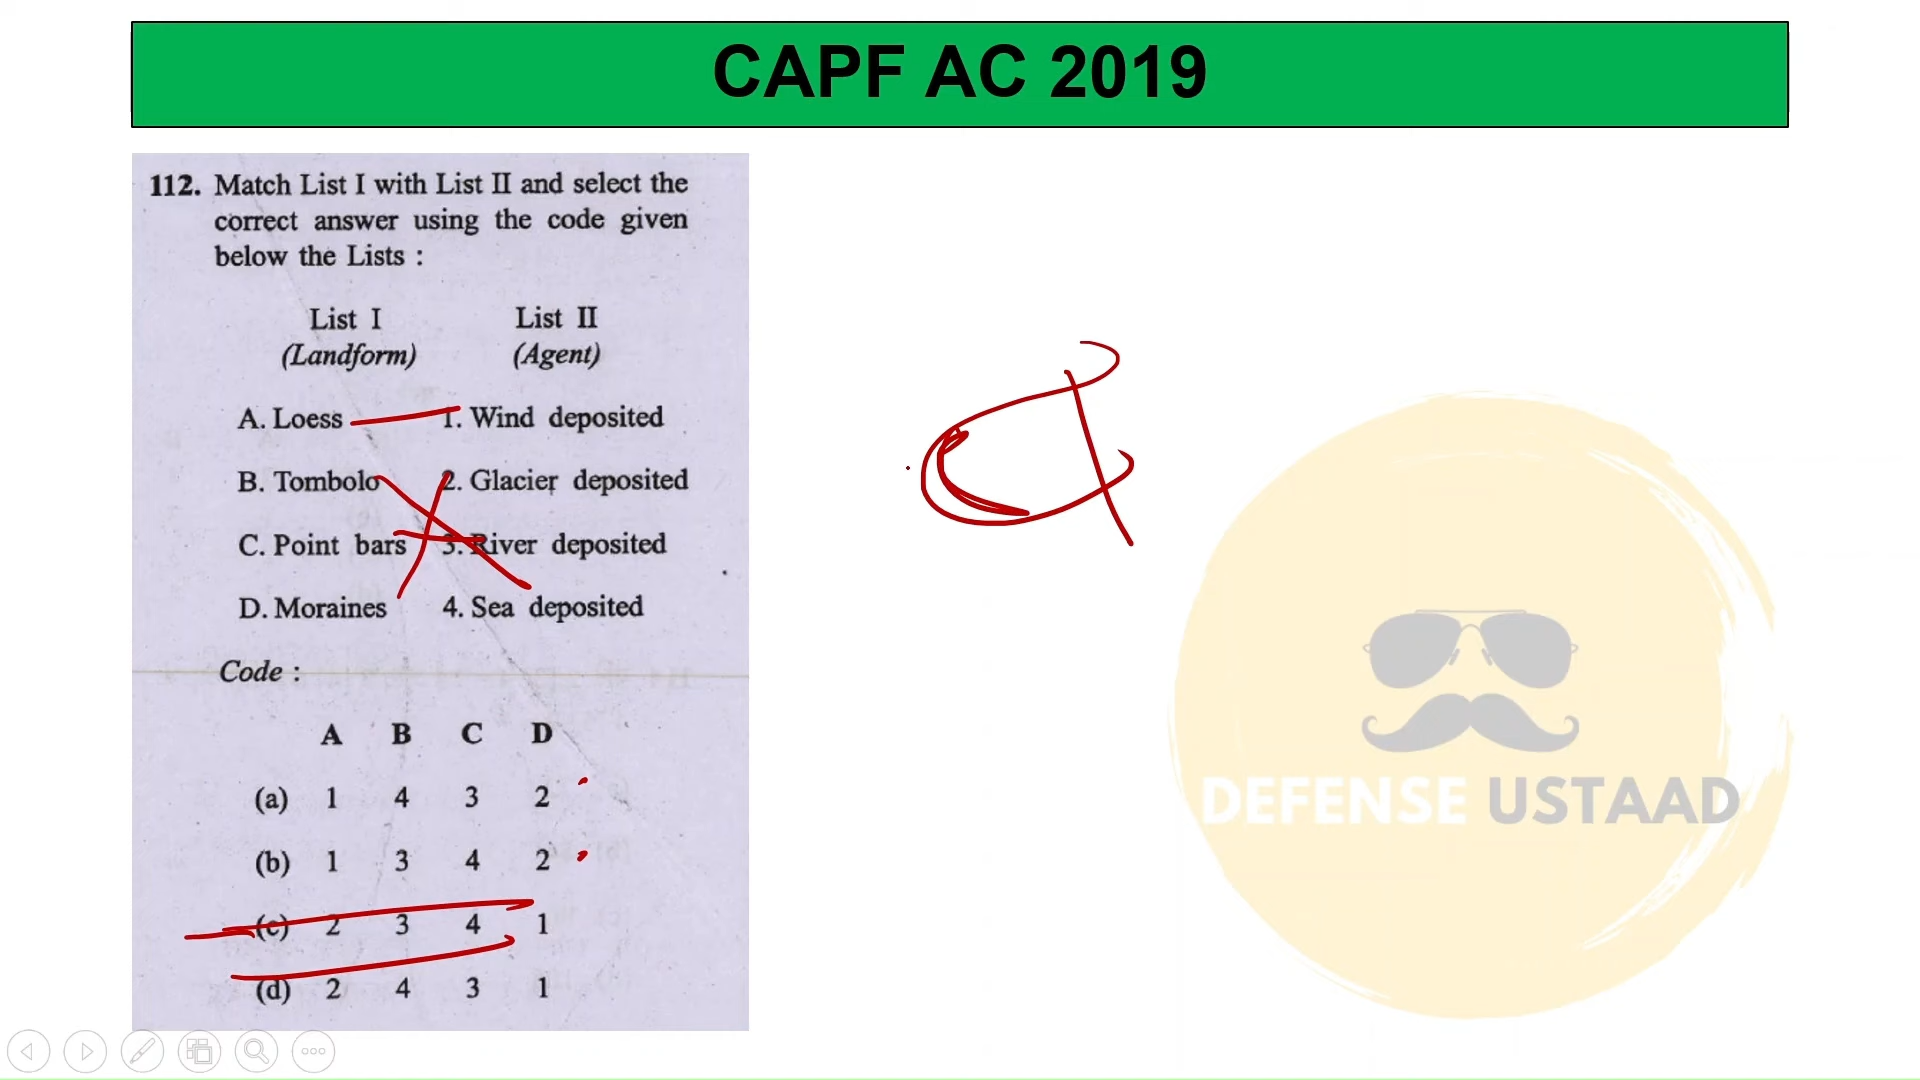 CAPF AC 2019
112. Match List I with List II and select the
correct answer using the code given
below the Lists :
List I List II
(Landform) (Agent)
A. Loess 1. Wind deposited
B. Tombolo 2. Glacier deposited
C. Point bars 3. River deposited
D. Moraines 4. Sea deposited
Code :
A B C D
(a) 1 4 3 2
(b) 1 3 4 2
(c) 2 3 4 1
(d) 2 4 3 1
DEFENSE USTAAD